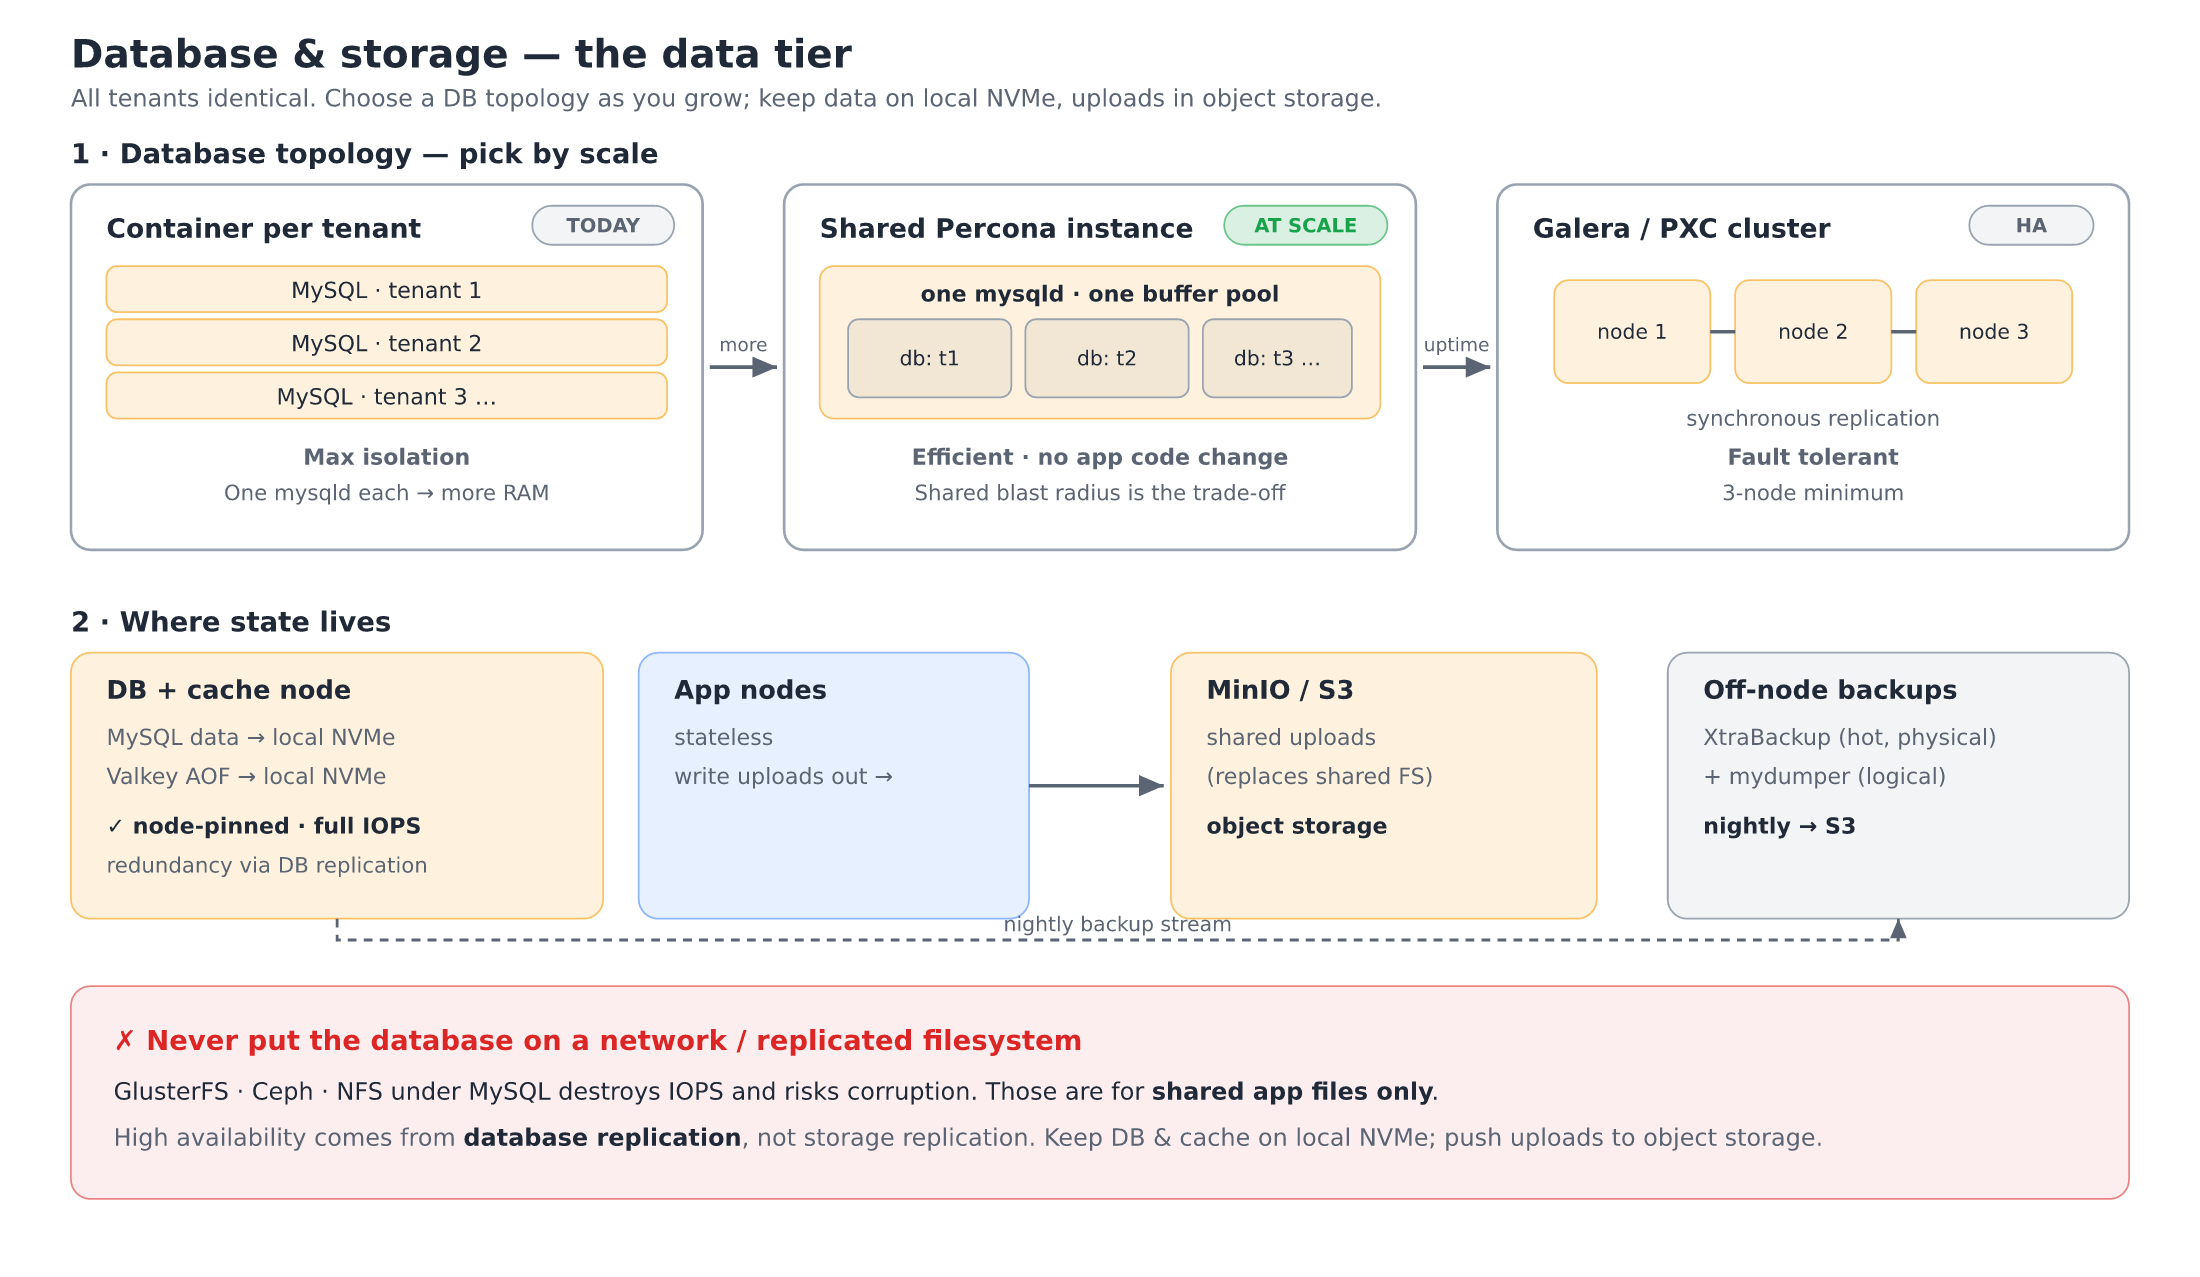 Database & storage — the data tier
All tenants identical. Choose a DB topology as you grow; keep data on local NVMe, uploads in object storage.
1 · Database topology — pick by scale
Container per tenant
TODAY
MySQL · tenant 1
MySQL · tenant 2
MySQL · tenant 3 ...
Max isolation
One mysqld each → more RAM
more
Shared Percona instance
AT SCALE
one mysqld · one buffer pool
db: t1
db: t2
db: t3 ...
Efficient · no app code change
Shared blast radius is the trade-off
uptime
Galera / PXC cluster
HA
node 1
node 2
node 3
synchronous replication
Fault tolerant
3-node minimum
2 · Where state lives
DB + cache node
MySQL data → local NVMe
Valkey AOF → local NVMe
✓ node-pinned · full IOPS
redundancy via DB replication
App nodes
stateless
write uploads out →
MinIO / S3
shared uploads
(replaces shared FS)
object storage
Off-node backups
XtraBackup (hot, physical)
+ mydumper (logical)
nightly → S3
nightly backup stream
✗ Never put the database on a network / replicated filesystem
GlusterFS · Ceph · NFS under MySQL destroys IOPS and risks corruption. Those are for shared app files only.
High availability comes from database replication, not storage replication. Keep DB & cache on local NVMe; push uploads to object storage.